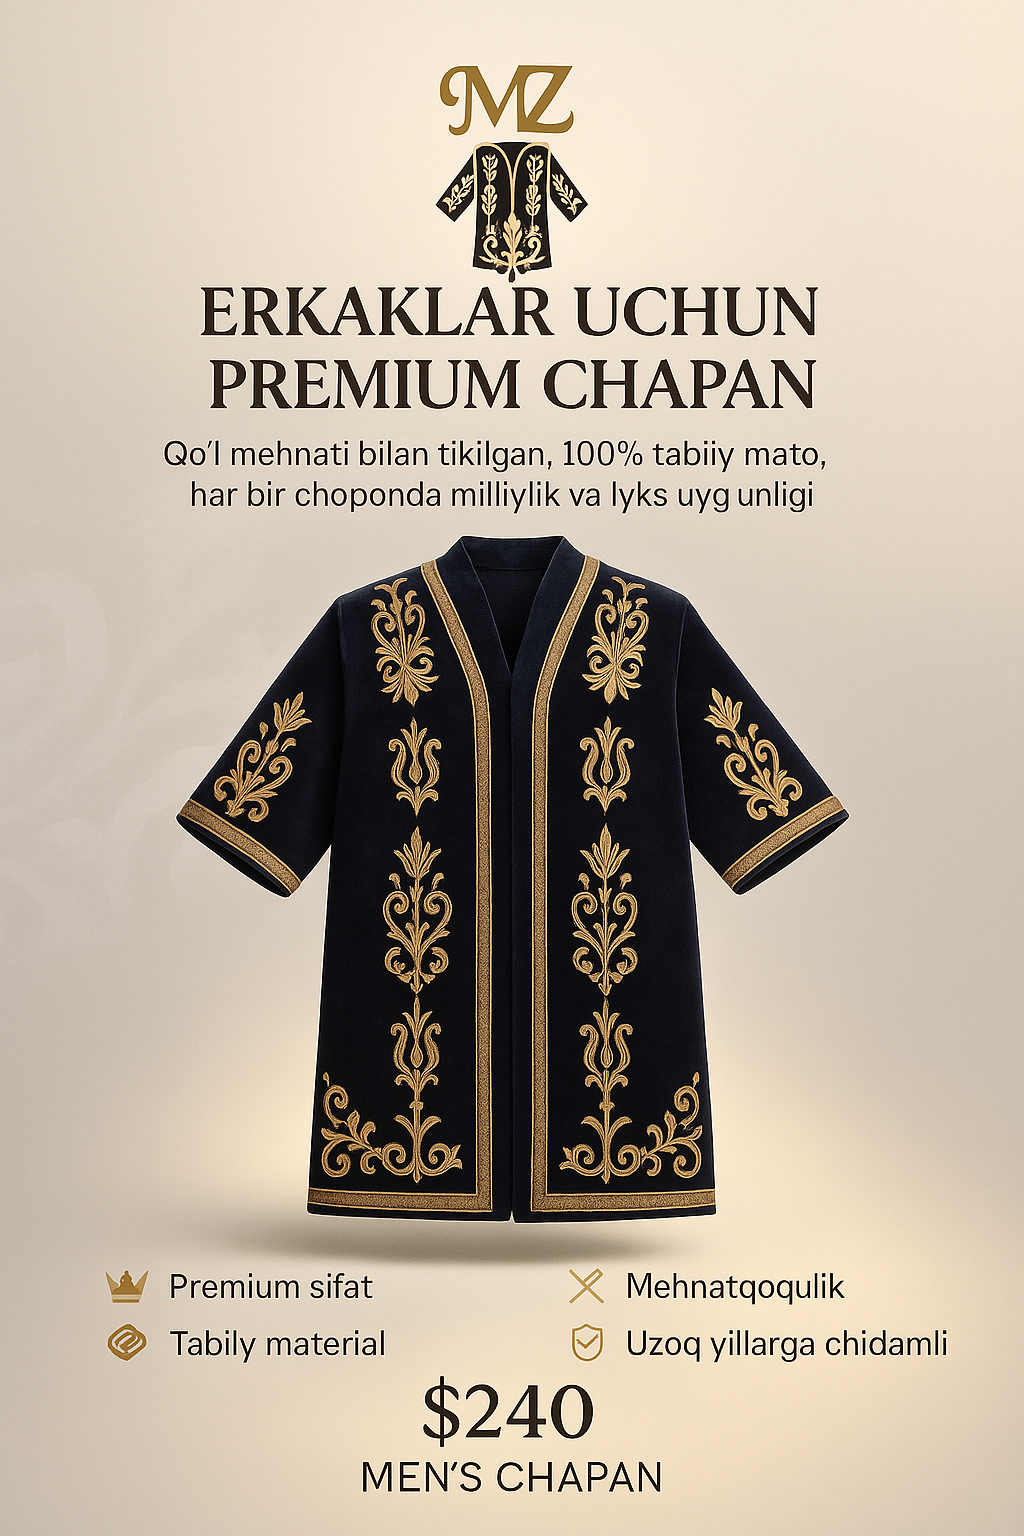 MZ
ERKAKLAR UCHUN
PREMIUM CHAPAN
Qoʻl mehnati bilan tikilgan, 100% tabiiy mato,
har bir choponda milliylik va lyks uyg unligi
Premium sifat
Mehnatqoqulik
Tabily material
Uzoq yillarga chidamli
$240
MEN'S CHAPAN